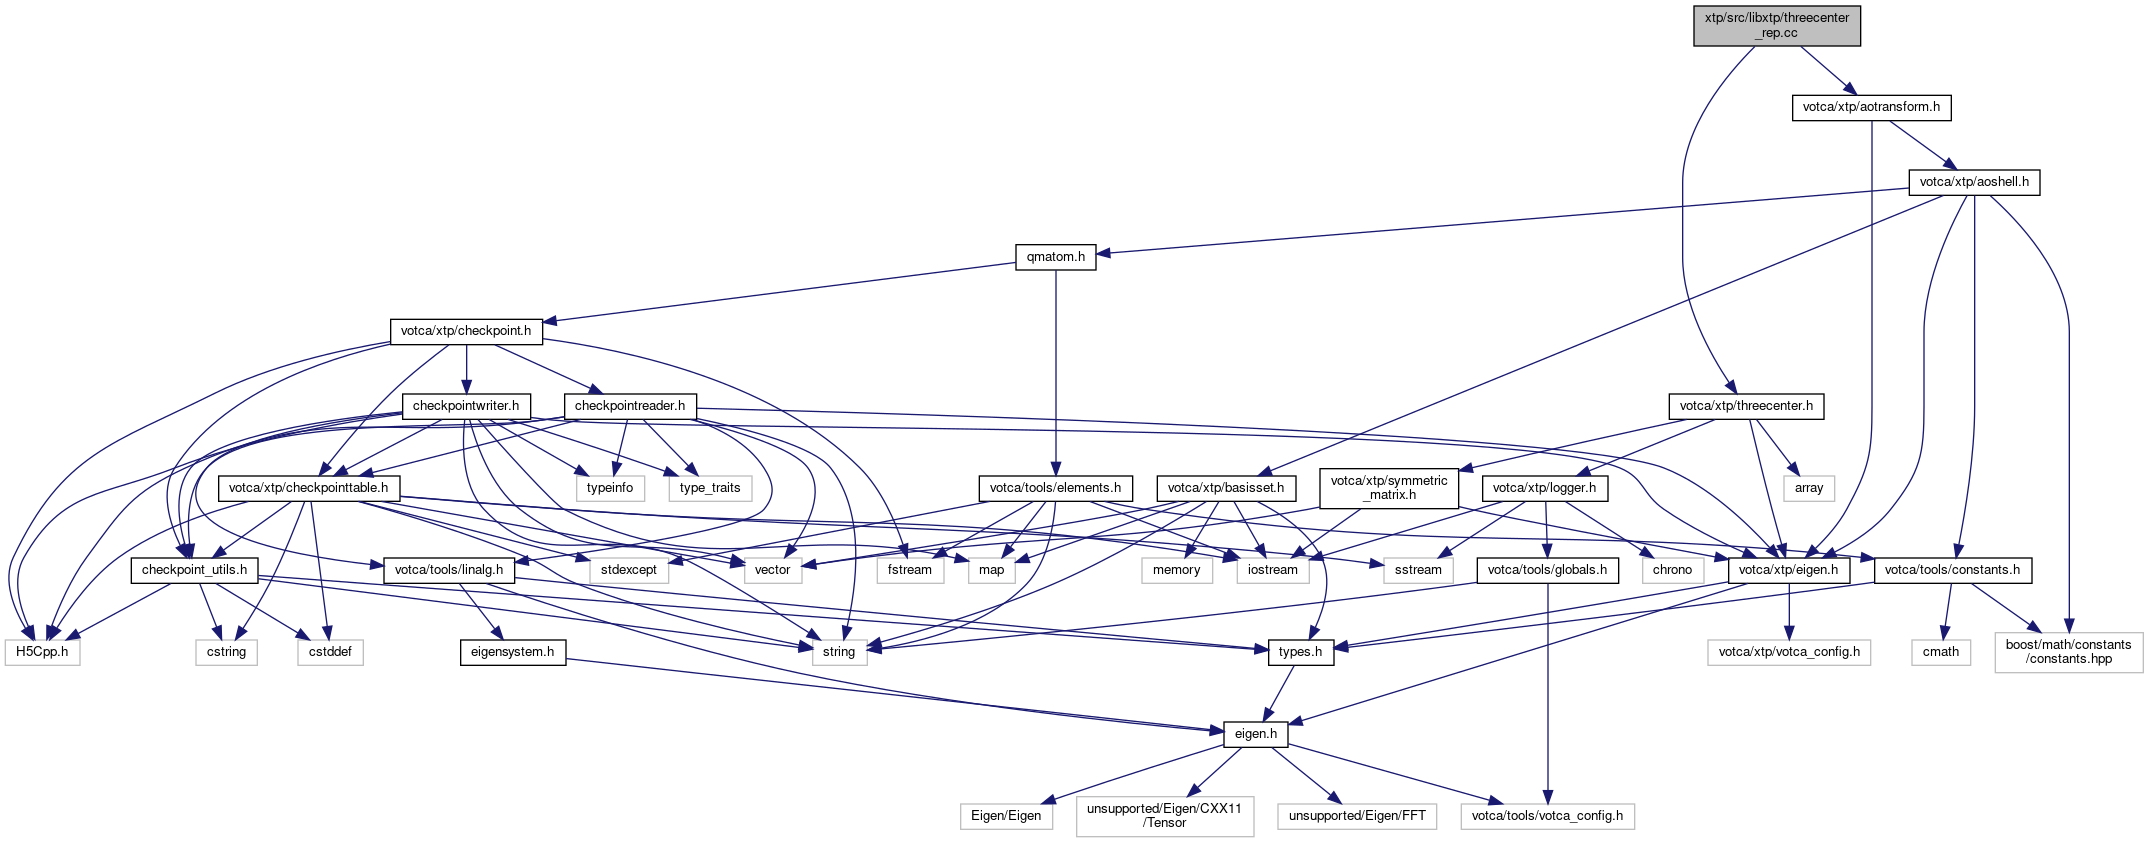 xtp/src/libxtp/threecenter
_rep.cc
votca/xtp/aotransform.h
votca/xtp/aoshell.h
qmatom.h
votca/xtp/checkpoint.h
checkpointwriter.h
checkpointreader.h
votca/xtp/threecenter.h
votca/xtp/checkpointtable.h
typeinfo
type_traits
votca/tools/elements.h
votca/xtp/basisset.h
votca/xtp/symmetric
_matrix.h
votca/xtp/logger.h
array
checkpoint_utils.h
votca/tools/linalg.h
stdexcept
vector
fstream
map
memory
iostream
sstream
votca/tools/globals.h
chrono
votca/xtp/eigen.h
votca/tools/constants.h
H5Cpp.h
cstring
cstddef
eigensystem.h
string
types.h
votca/xtp/votca_config.h
cmath
boost/math/constants
/constants.hpp
eigen.h
Eigen/Eigen
unsupported/Eigen/CXX11
/Tensor
unsupported/Eigen/FFT
votca/tools/votca_config.h